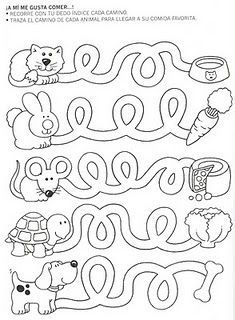 ¡A MÍ ME GUSTA COMER...!
• RECORRE CON TU DEDO ÍNDICE CADA CAMINO.
• TRAZA EL CAMINO DE CADA ANIMAL PARA LLEGAR A SU COMIDA FAVORITA.